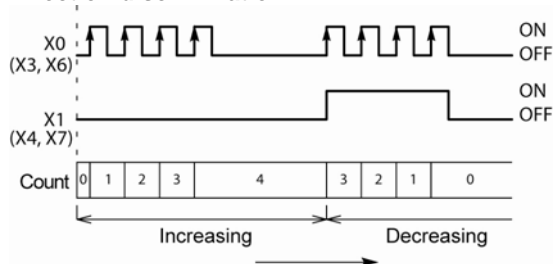 X0
(X3, X6)
ON
OFF
X1
(X4, X7)
ON
OFF
Count 0 1 2 3 4 3 2 1 0
Increasing Decreasing